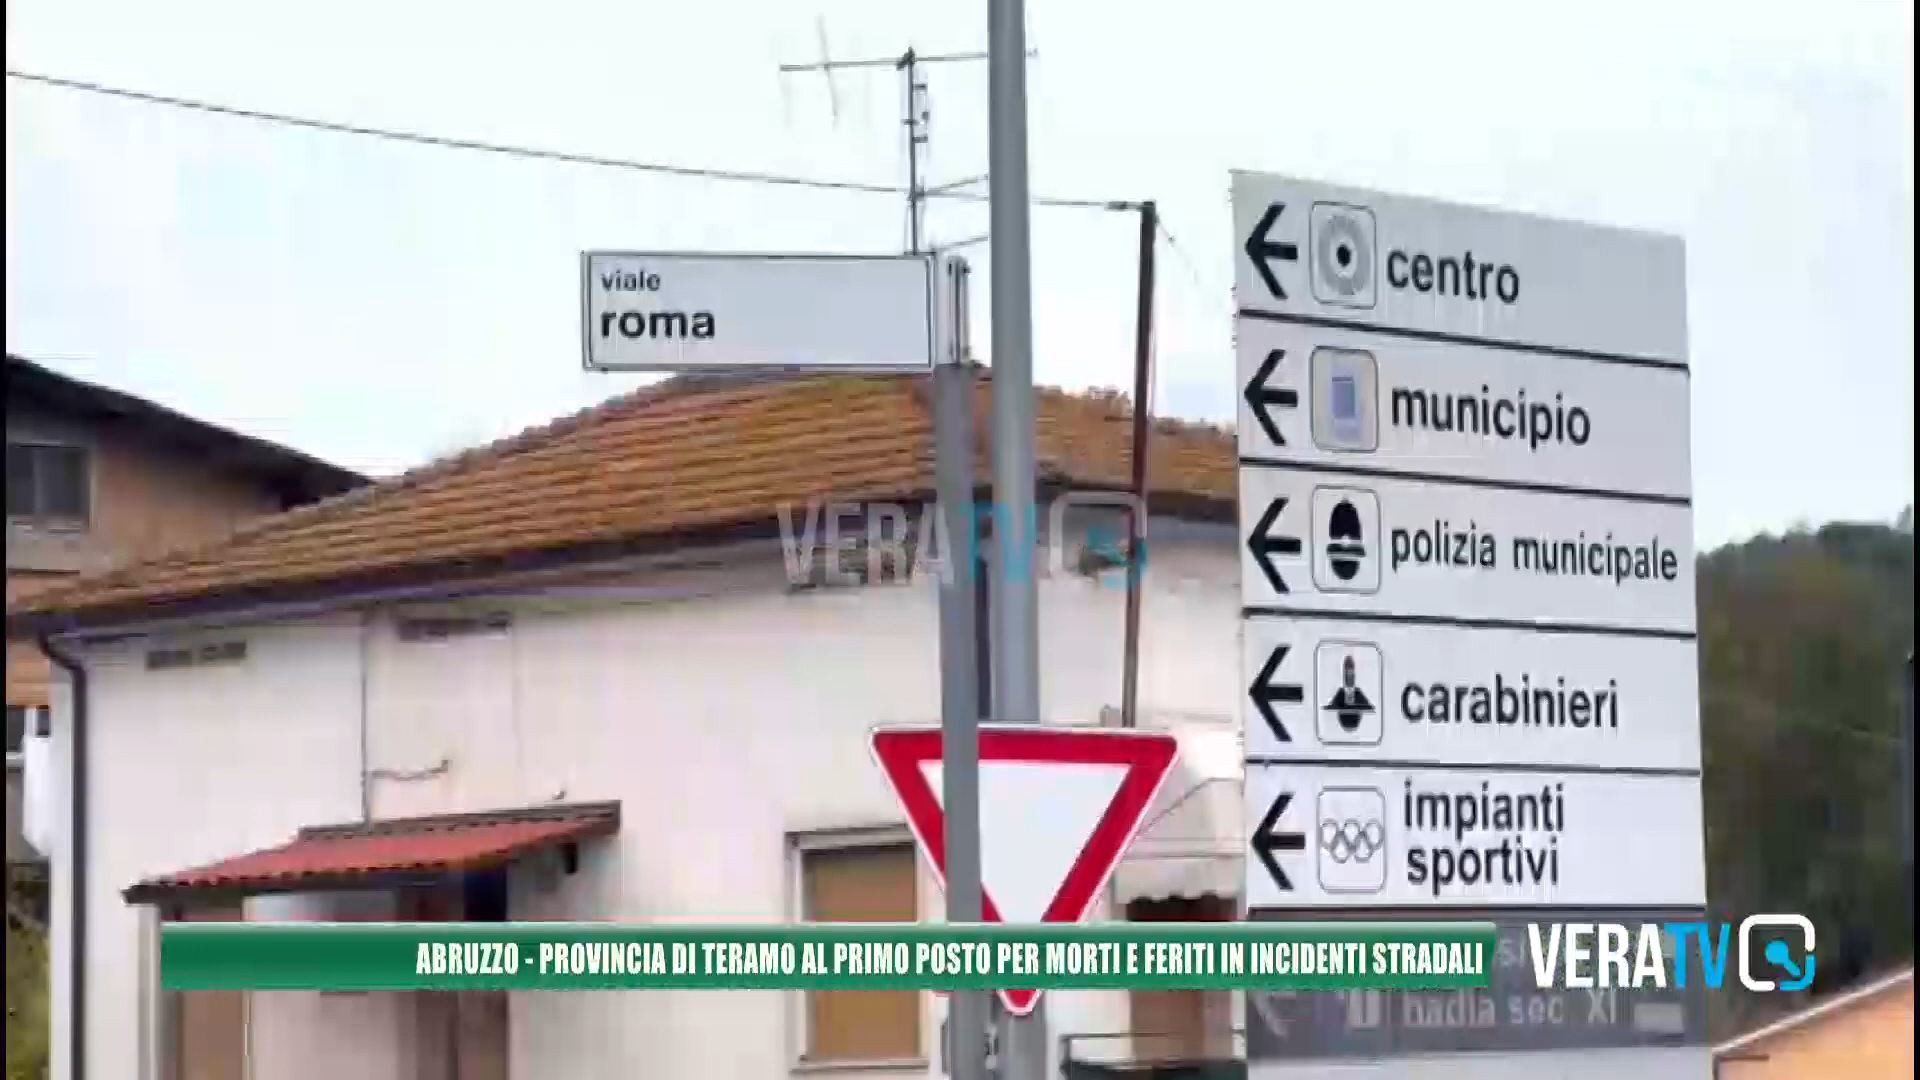 viale
roma
centro
municipio
polizia municipale
carabinieri
impianti
sportivi
VERATV
ABRUZZO - PROVINCIA DI TERAMO AL PRIMO POSTO PER MORTI E FERITI IN INCIDENTI STRADALI
VERATV
badia sec XI